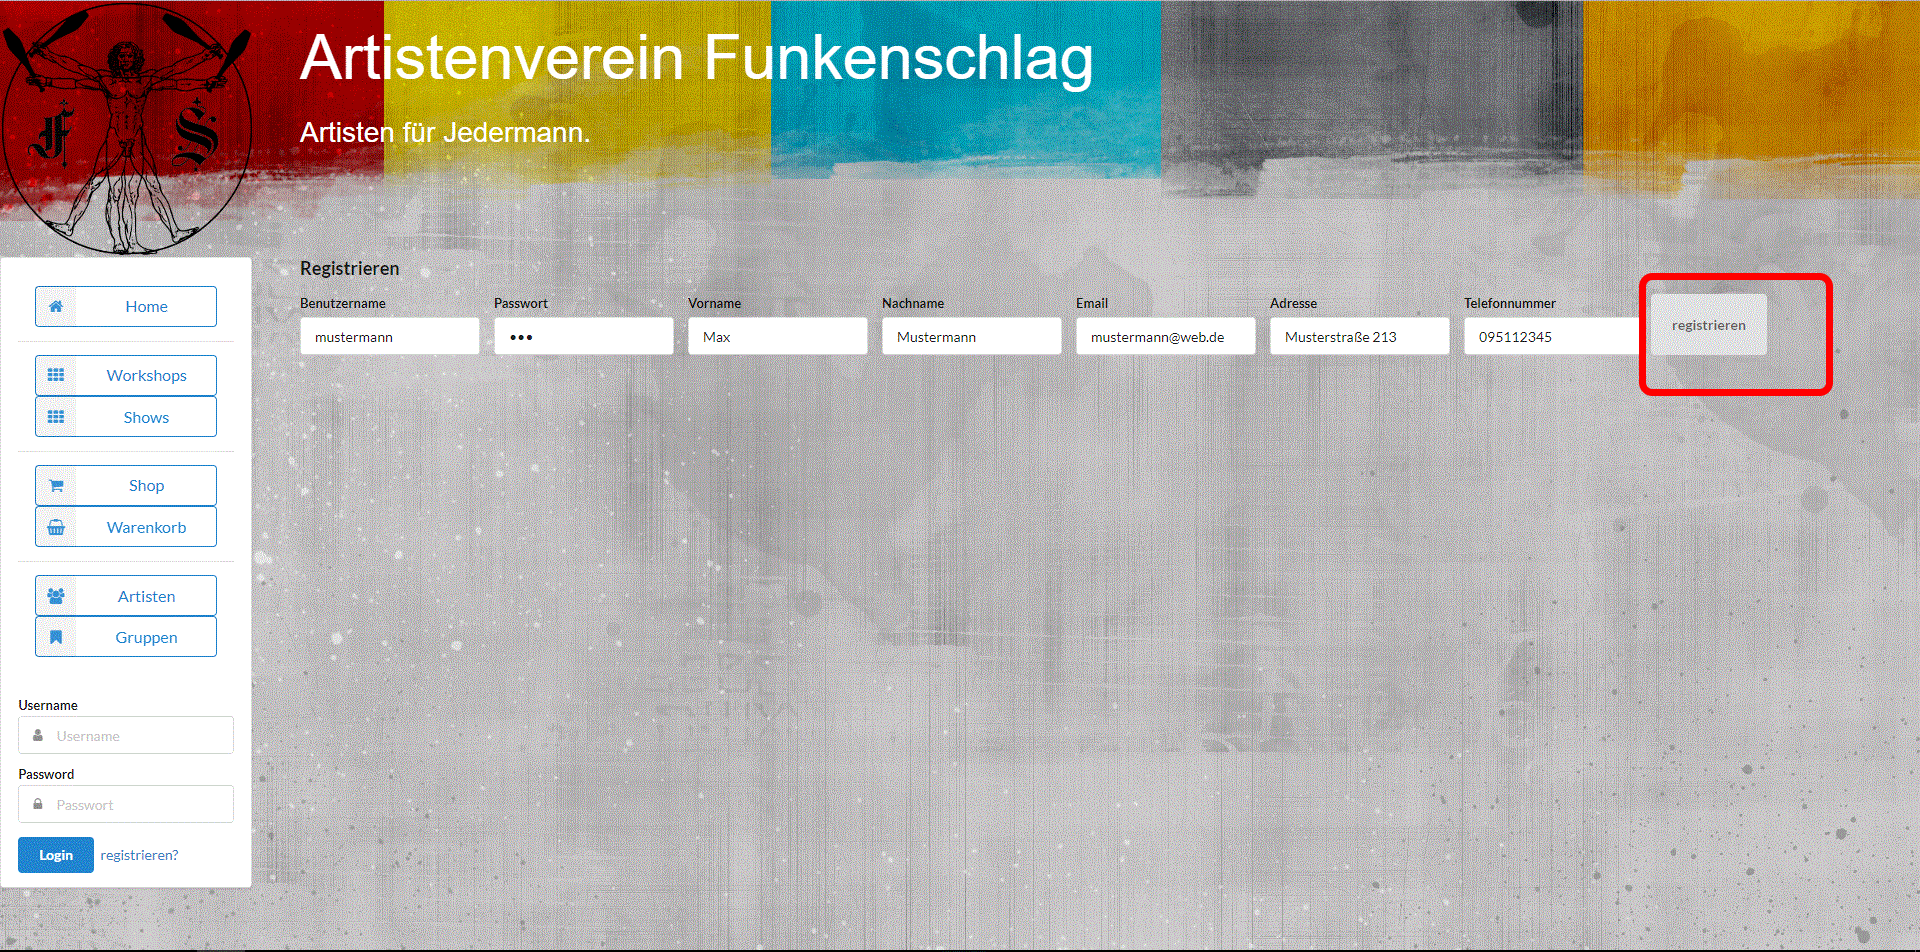 Artistenverein Funkenschlag
Artisten für Jedermann.
F S
Home
Workshops
Shows
Shop
Warenkorb
Artisten
Gruppen
Username
Username
Password
Passwort
Login registrieren?
Registrieren
Benutzername Passwort Vorname Nachname Email Adresse Telefonnummer
mustermann ••• Max Mustermann mustermann@web.de Musterstraße 213 095112345 registrieren